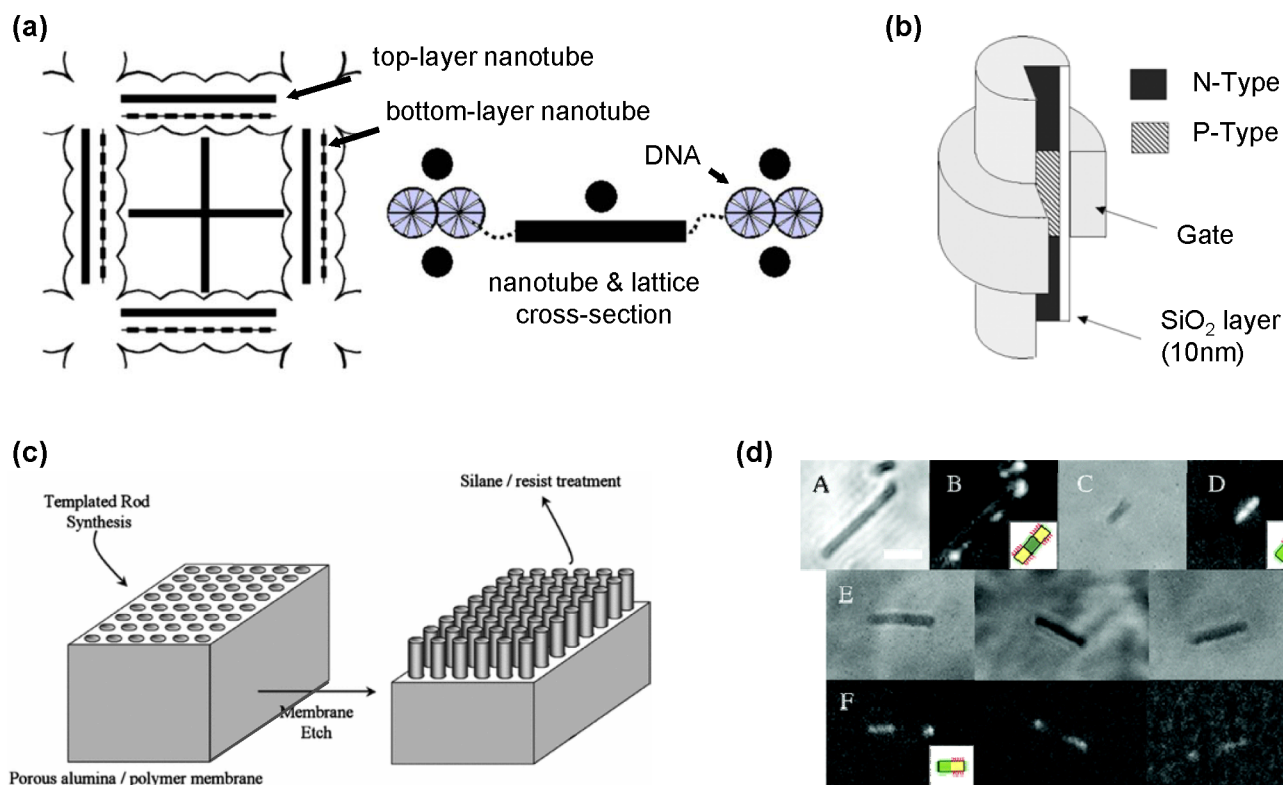 (a)
top-layer nanotube
bottom-layer nanotube
DNA
nanotube & lattice
cross-section
(b)
N-Type
P-Type
Gate
SiO₂ layer
(10nm)
(c)
Templated Rod
Synthesis
Silane / resist treatment
Membrane
Etch
Porous alumina / polymer membrane
(d)
A
B
C
D
E
F